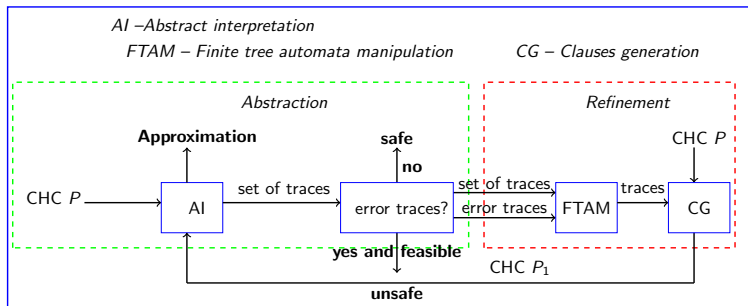 AI –Abstract interpretation
FTAM – Finite tree automata manipulation
CG – Clauses generation
Abstraction
Refinement
Approximation
safe
CHC P
no
CHC P
AI
set of traces
error traces?
set of traces
error traces
FTAM
traces
CG
yes and feasible
CHC P₁
unsafe